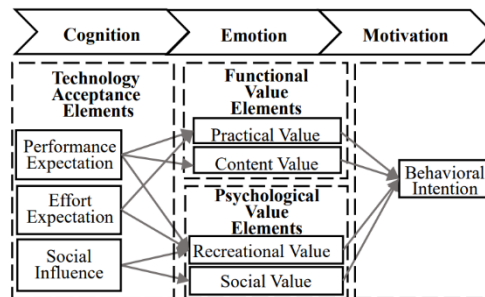 Cognition
Emotion
Motivation
Technology
Acceptance
Elements
Performance
Expectation
Effort
Expectation
Social
Influence
Functional
Value
Elements
Practical Value
Content Value
Psychological
Value
Elements
Recreational Value
Social Value
Behavioral
Intention